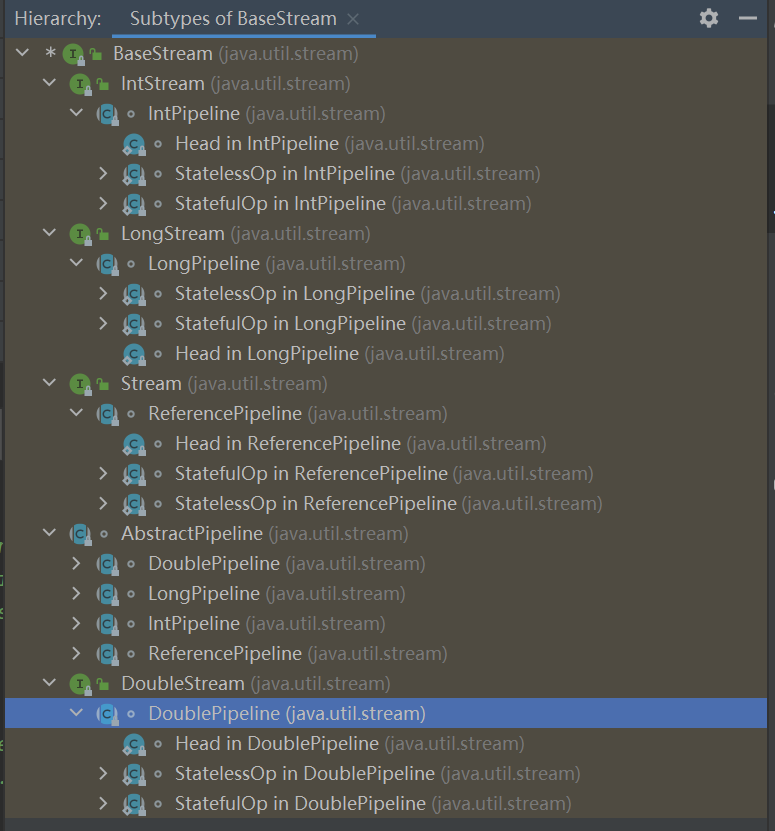 Hierarchy: Subtypes of BaseStream
BaseStream (java.util.stream)
IntStream (java.util.stream)
IntPipeline (java.util.stream)
Head in IntPipeline (java.util.stream)
StatelessOp in IntPipeline (java.util.stream)
StatefulOp in IntPipeline (java.util.stream)
LongStream (java.util.stream)
LongPipeline (java.util.stream)
StatelessOp in LongPipeline (java.util.stream)
StatefulOp in LongPipeline (java.util.stream)
Head in LongPipeline (java.util.stream)
Stream (java.util.stream)
ReferencePipeline (java.util.stream)
Head in ReferencePipeline (java.util.stream)
StatefulOp in ReferencePipeline (java.util.stream)
StatelessOp in ReferencePipeline (java.util.stream)
AbstractPipeline (java.util.stream)
DoublePipeline (java.util.stream)
LongPipeline (java.util.stream)
IntPipeline (java.util.stream)
ReferencePipeline (java.util.stream)
DoubleStream (java.util.stream)
DoublePipeline (java.util.stream)
Head in DoublePipeline (java.util.stream)
StatelessOp in DoublePipeline (java.util.stream)
StatefulOp in DoublePipeline (java.util.stream)